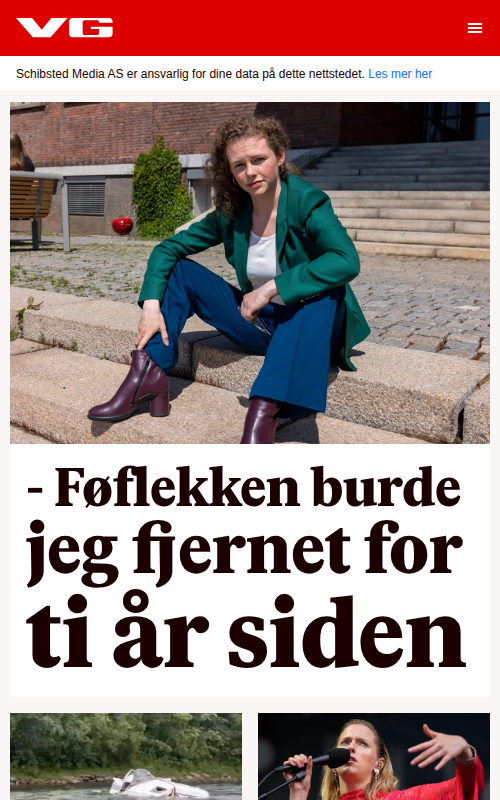 VG
Schibsted Media AS er ansvarlig for dine data på dette nettstedet. Les mer her
- Føflekken burde
jeg fjernet for
ti år siden